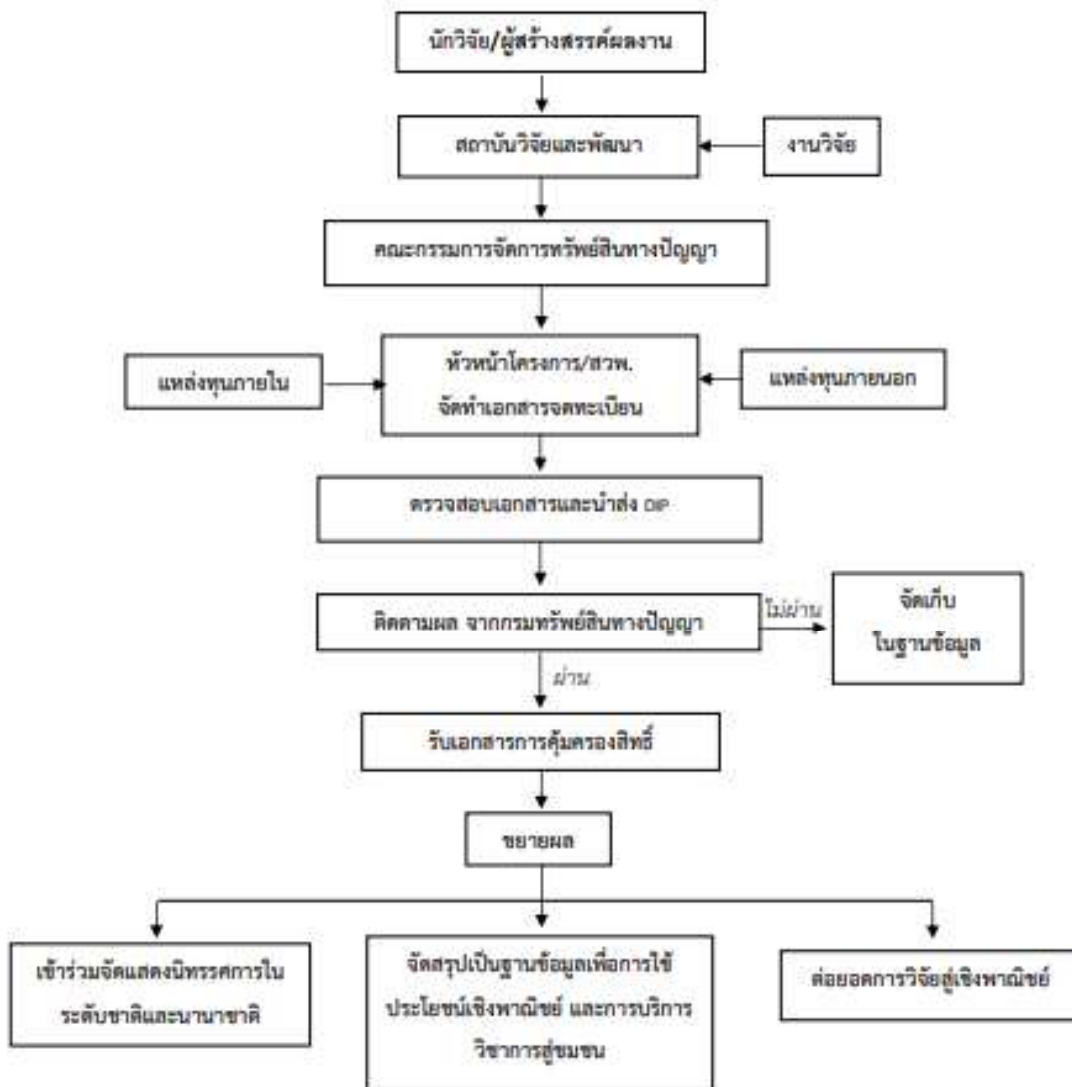 นักวิจัย/ผู้สร้างสรรค์ผลงาน
สถาบันวิจัยและพัฒนา
งานวิจัย
คณะกรรมการจัดการทรัพย์สินทางปัญญา
แหล่งทุนภายใน
หัวหน้าโครงการ/สวพ.
จัดทำเอกสารจดทะเบียน
แหล่งทุนภายนอก
ตรวจสอบเอกสารและนำส่ง DIP
ติดตามผล จากกรมทรัพย์สินทางปัญญา
ไม่ผ่าน
จัดเก็บ
ในฐานข้อมูล
ผ่าน
รับเอกสารการคุ้มครองสิทธิ์
ขยายผล
เข้าร่วมจัดแสดงนิทรรศการใน
ระดับชาติและนานาชาติ
จัดสรุปเป็นฐานข้อมูลเพื่อการใช้
ประโยชน์เชิงพาณิชย์ และการบริการ
วิชาการสู่ชุมชน
ต่อยอดการวิจัยสู่เชิงพาณิชย์